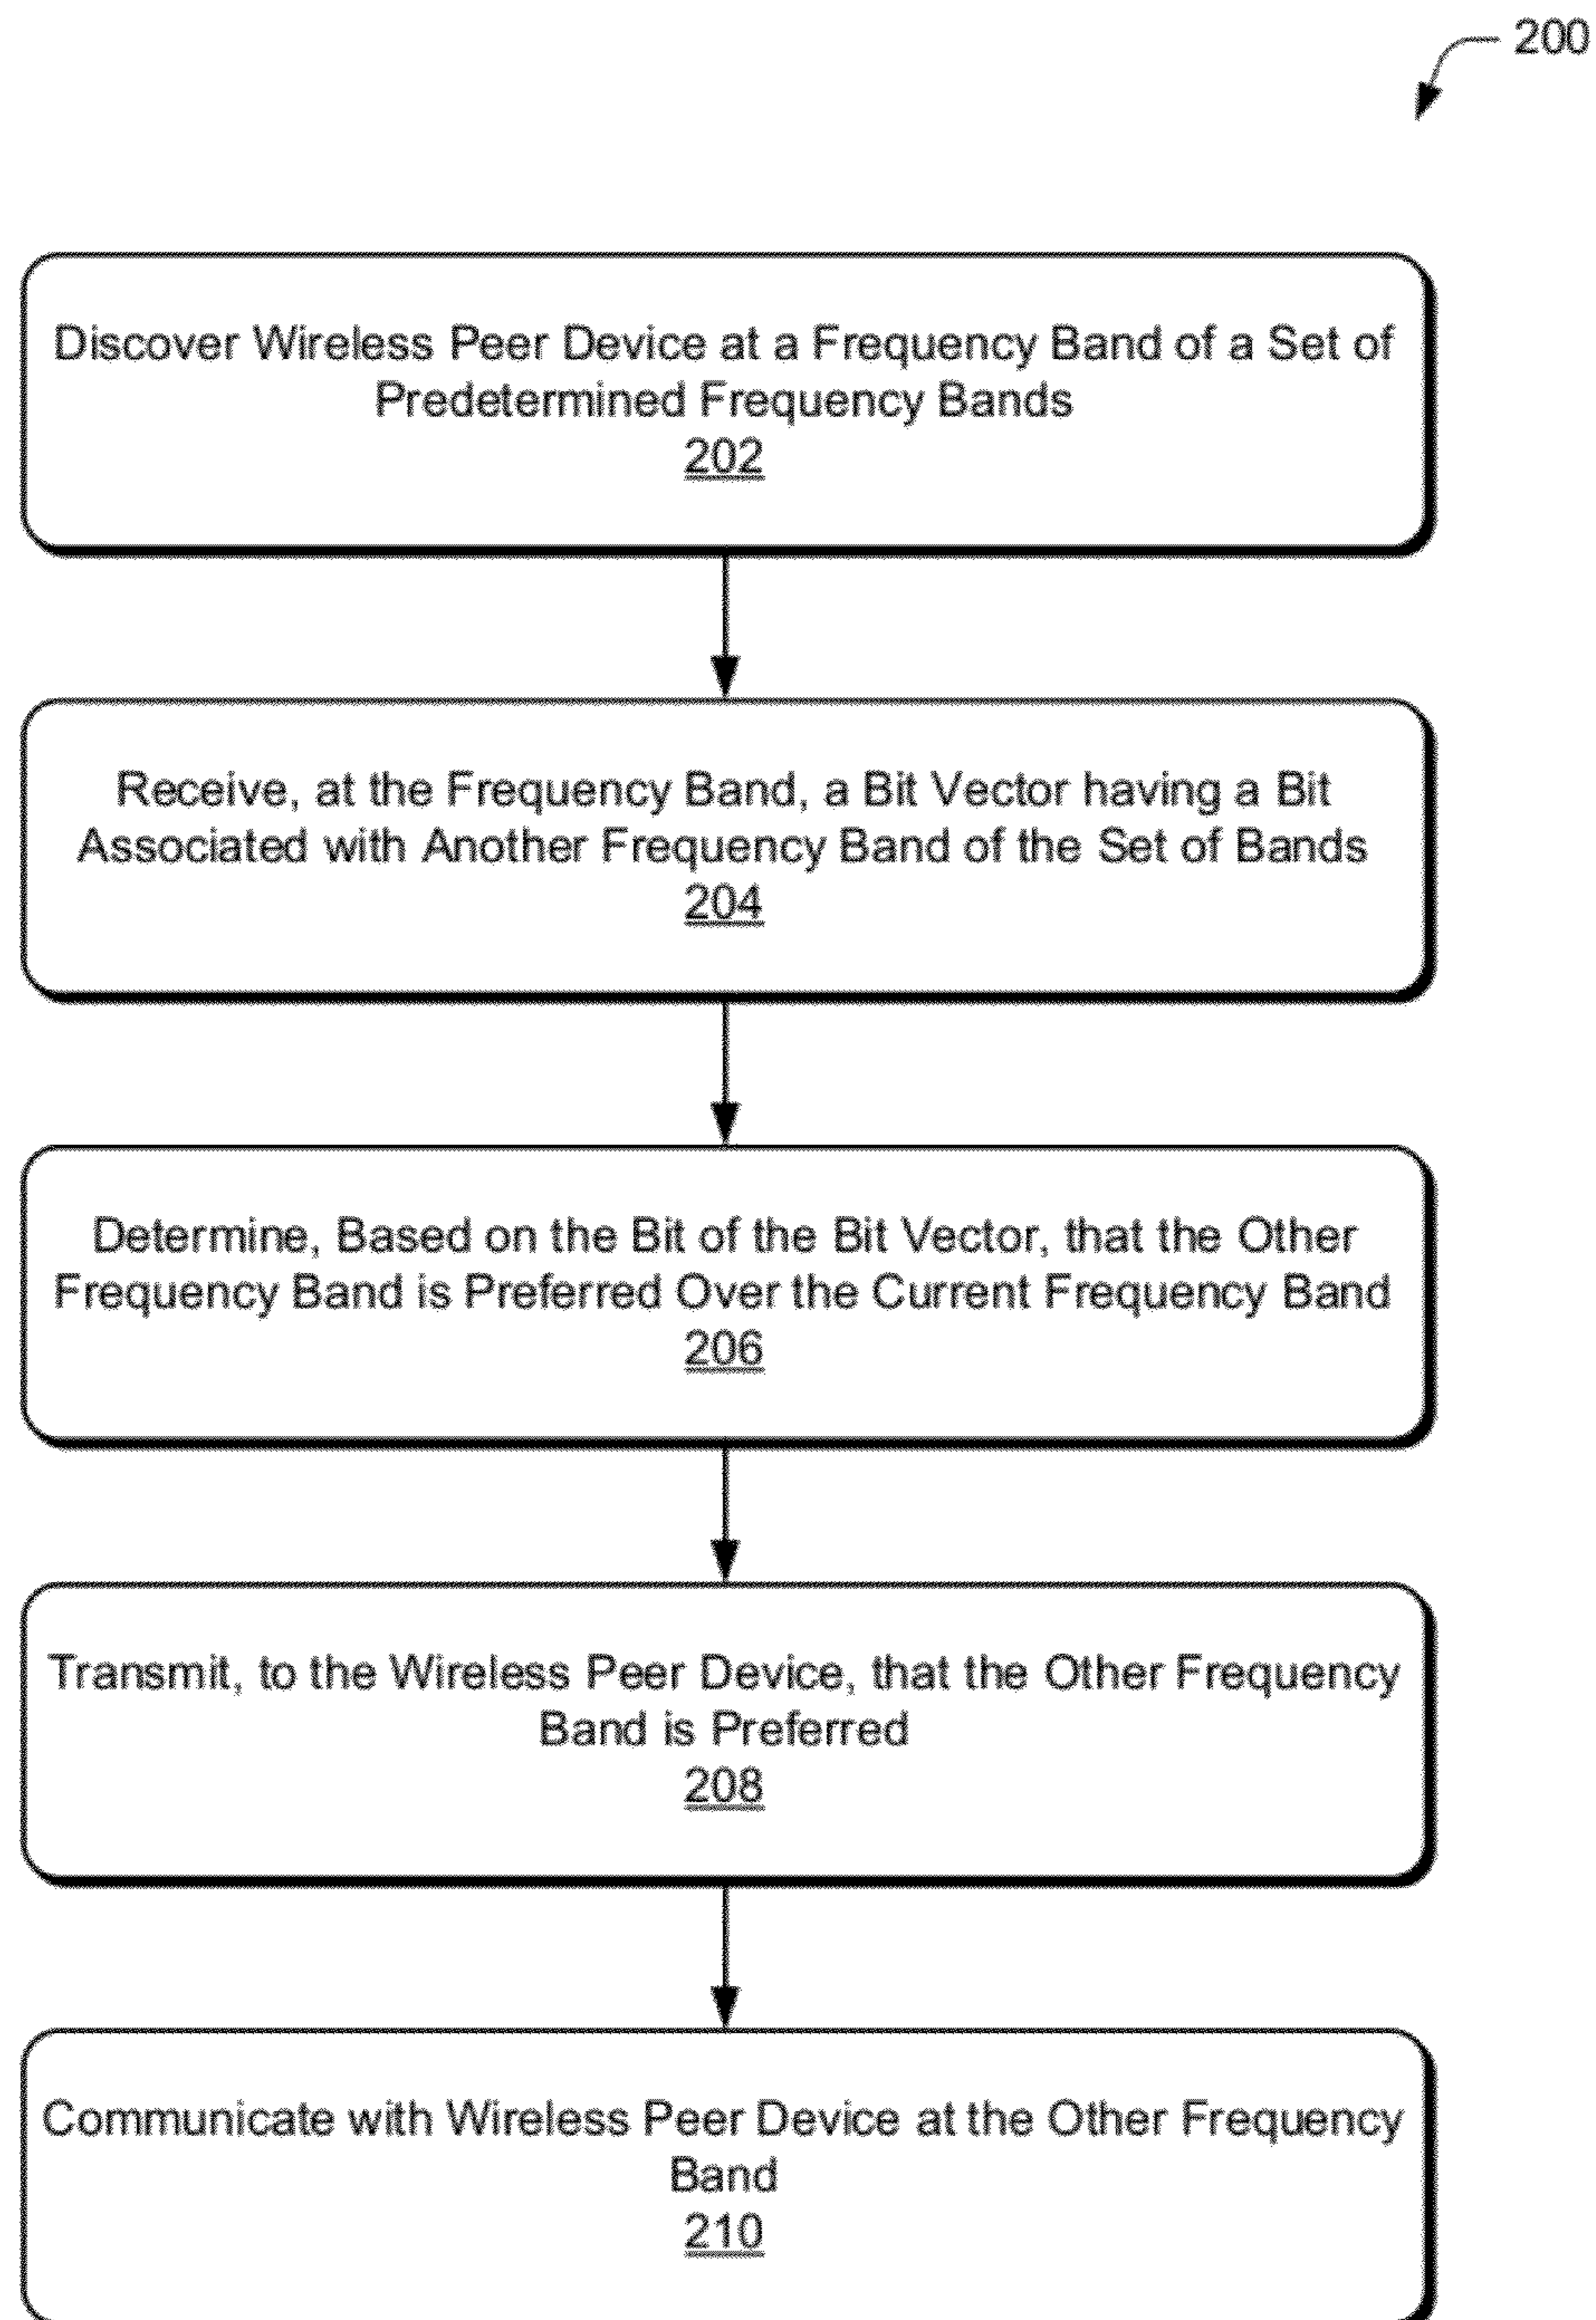 200
Discover Wireless Peer Device at a Frequency Band of a Set of
Predetermined Frequency Bands
202
Receive, at the Frequency Band, a Bit Vector having a Bit
Associated with Another Frequency Band of the Set of Bands
204
Determine, Based on the Bit of the Bit Vector, that the Other
Frequency Band is Preferred Over the Current Frequency Band
206
Transmit, to the Wireless Peer Device, that the Other Frequency
Band is Preferred
208
Communicate with Wireless Peer Device at the Other Frequency
Band
210